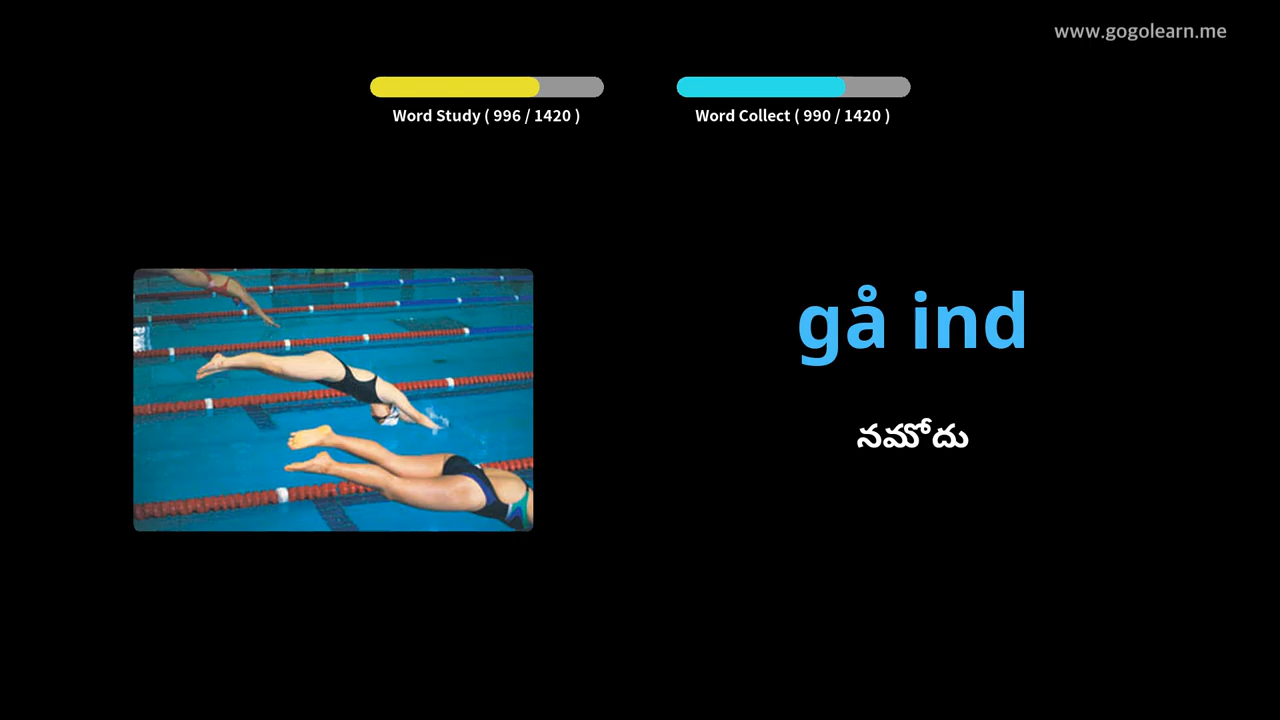 www.gogolearn.me
Word Study ( 996 / 1420 )
Word Collect ( 990 / 1420 )
gå ind
నమోదు